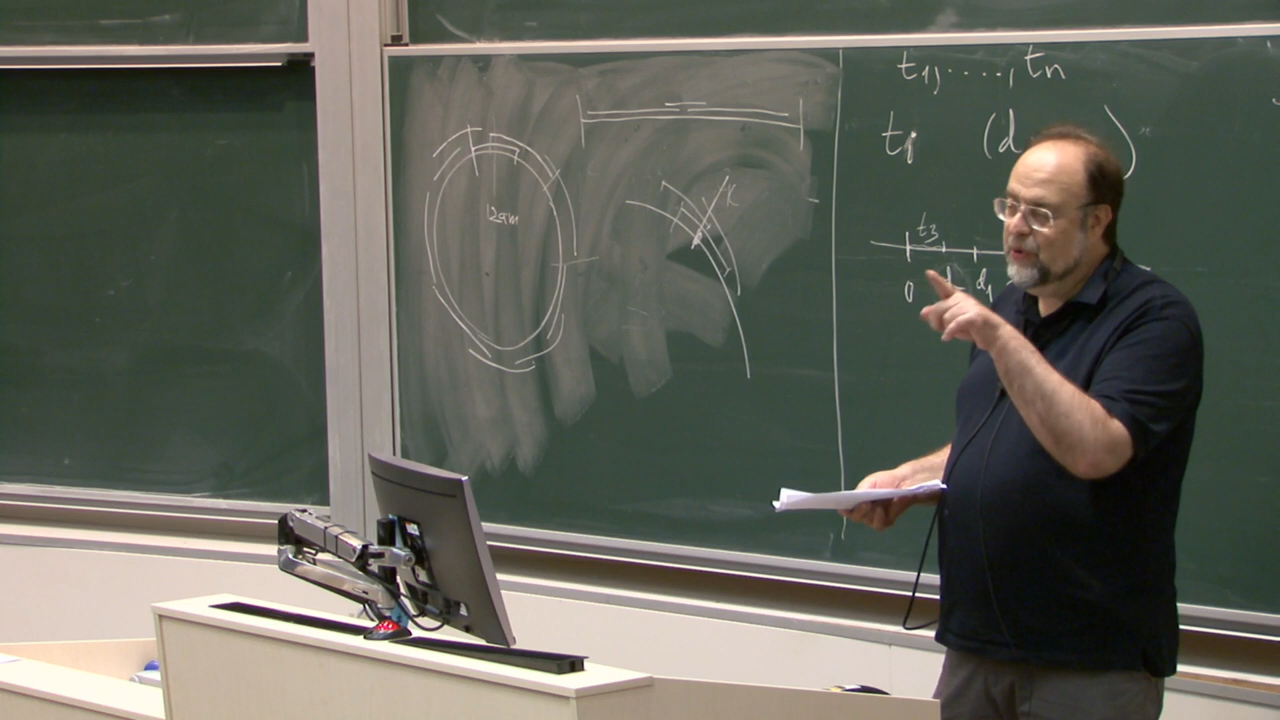 12am
K
t1, ....., tn
ti (d )
t3
0 d1